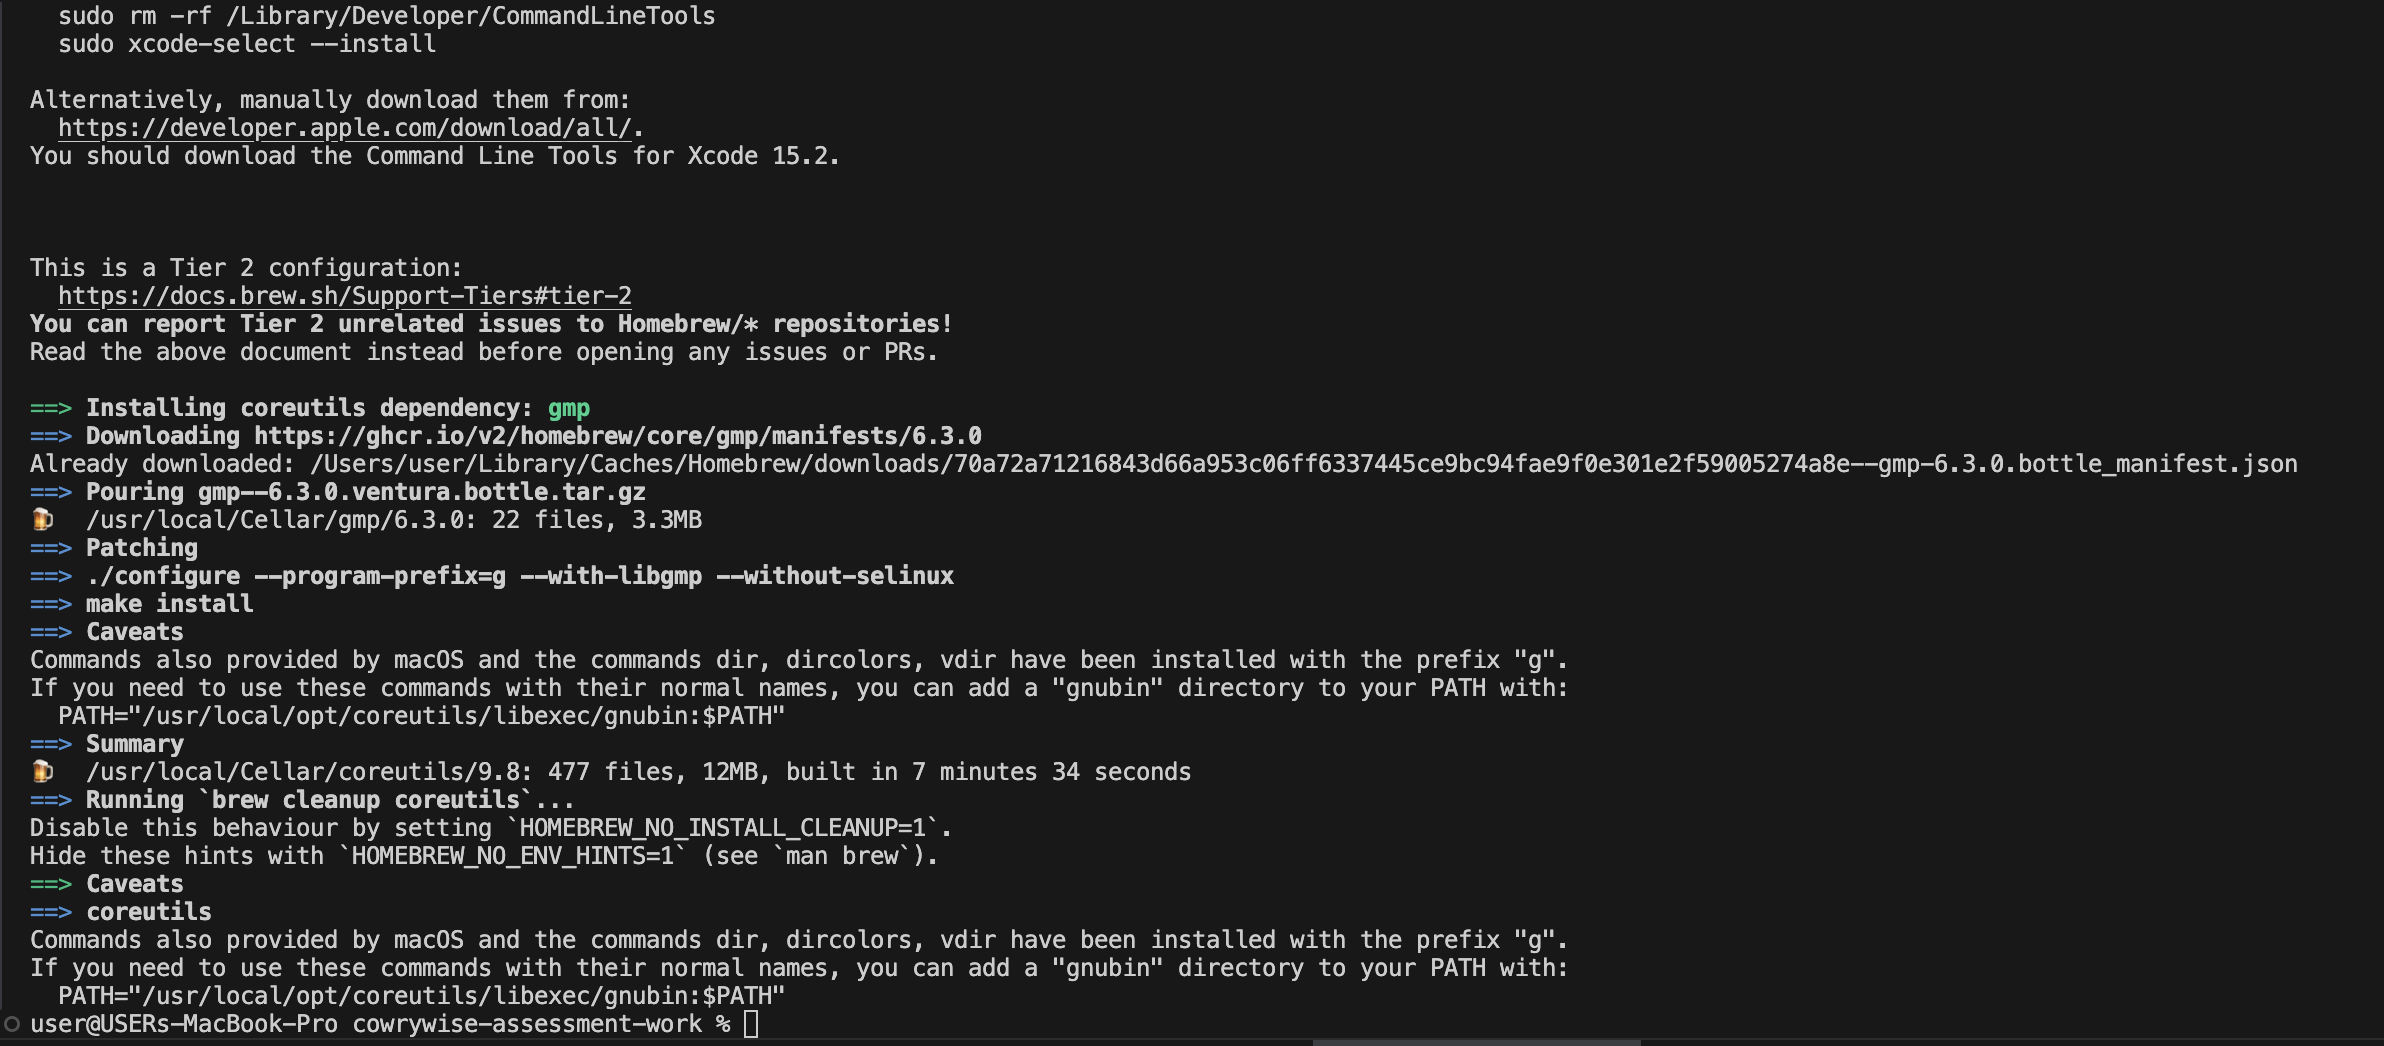 sudo rm -rf /Library/Developer/CommandLineTools
sudo xcode-select --install
Alternatively, manually download them from:
https://developer.apple.com/download/all/.
You should download the Command Line Tools for Xcode 15.2.
This is a Tier 2 configuration:
https://docs.brew.sh/Support-Tiers#tier-2
You can report Tier 2 unrelated issues to Homebrew/* repositories!
Read the above document instead before opening any issues or PRs.
==> Installing coreutils dependency: gmp
==> Downloading https://ghcr.io/v2/homebrew/core/gmp/manifests/6.3.0
Already downloaded: /Users/user/Library/Caches/Homebrew/downloads/70a72a71216843d66a953c06ff6337445ce9bc94fae9f0e301e2f59005274a8e--gmp-6.3.0.bottle_manifest.json
==> Pouring gmp--6.3.0.ventura.bottle.tar.gz
🍺  /usr/local/Cellar/gmp/6.3.0: 22 files, 3.3MB
==> Patching
==> ./configure --program-prefix=g --with-libgmp --without-selinux
==> make install
==> Caveats
Commands also provided by macOS and the commands dir, dircolors, vdir have been installed with the prefix "g".
If you need to use these commands with their normal names, you can add a "gnubin" directory to your PATH with:
PATH="/usr/local/opt/coreutils/libexec/gnubin:$PATH"
==> Summary
🍺  /usr/local/Cellar/coreutils/9.8: 477 files, 12MB, built in 7 minutes 34 seconds
==> Running `brew cleanup coreutils`...
Disable this behaviour by setting `HOMEBREW_NO_INSTALL_CLEANUP=1`.
Hide these hints with `HOMEBREW_NO_ENV_HINTS=1` (see `man brew`).
==> Caveats
==> coreutils
Commands also provided by macOS and the commands dir, dircolors, vdir have been installed with the prefix "g".
If you need to use these commands with their normal names, you can add a "gnubin" directory to your PATH with:
PATH="/usr/local/opt/coreutils/libexec/gnubin:$PATH"
user@USERs-MacBook-Pro cowrywise-assessment-work %